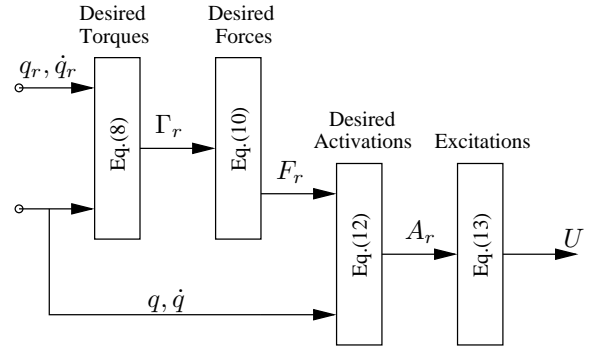 Desired
Torques
Desired
Forces
q_r, q̇_r
Eq.(8)
Γ_r
Eq.(10)
F_r
Desired
Activations
Excitations
Eq.(12)
A_r
Eq.(13)
U
q, q̇